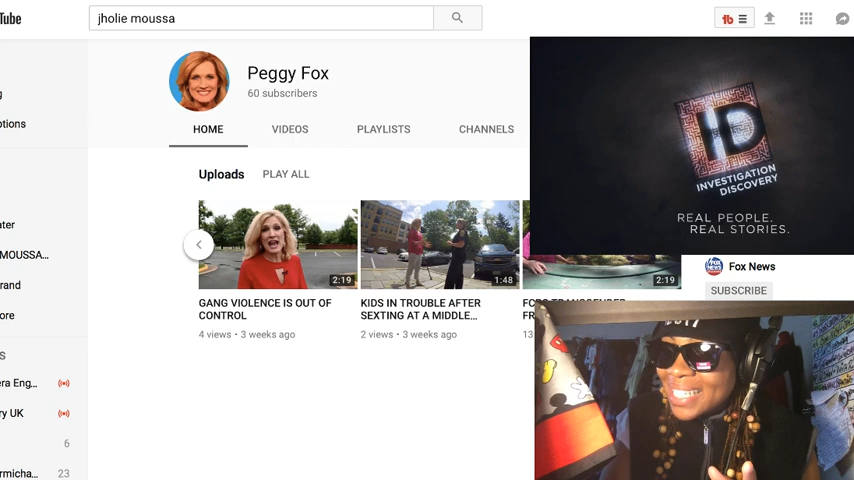 Tube
jholie moussa
Peggy Fox
60 subscribers
HOME
VIDEOS
PLAYLISTS
CHANNELS
ptions
Uploads
PLAY ALL
ater
MOUSSA...
rand
ore
S
era Eng...
ry UK
6
rmicha...
23
2:19
1:48
2:19
GANG VIOLENCE IS OUT OF
CONTROL
4 views • 3 weeks ago
KIDS IN TROUBLE AFTER
SEXTING AT A MIDDLE...
2 views • 3 weeks ago
13
ID
INVESTIGATION
DISCOVERY
REAL PEOPLE.
REAL STORIES.
FOX
NEWS
Fox News
SUBSCRIBE